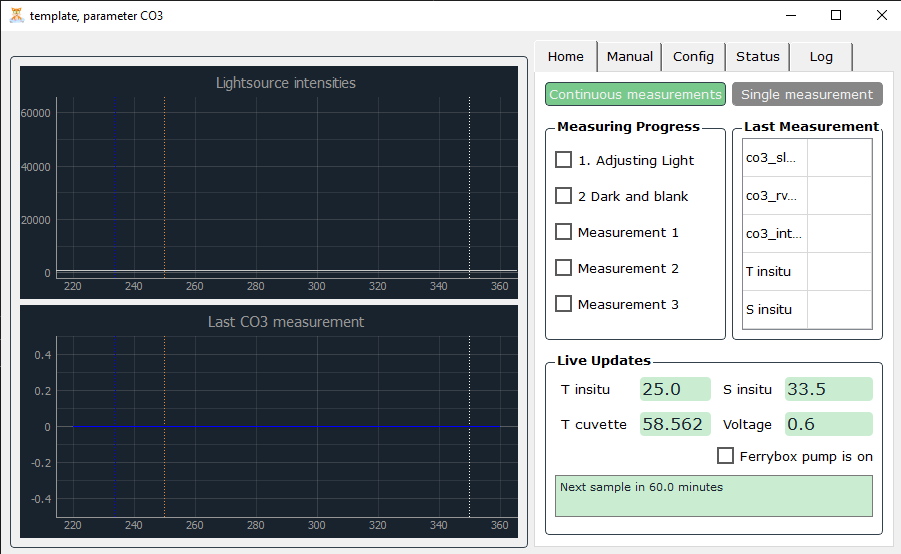 template, parameter CO3
Lightsource intensities
60000
40000
20000
0
220 240 260 280 300 320 340 360
Last CO3 measurement
0.4
0.2
0
-0.2
-0.4
220 240 260 280 300 320 340 360
Home Manual Config Status Log
Continuous measurements Single measurement
Measuring Progress
1. Adjusting Light
2 Dark and blank
Measurement 1
Measurement 2
Measurement 3
Last Measurement
co3_sl...
co3_rv...
co3_int...
T insitu
S insitu
Live Updates
T insitu 25.0 S insitu 33.5
T cuvette 58.562 Voltage 0.6
Ferrybox pump is on
Next sample in 60.0 minutes